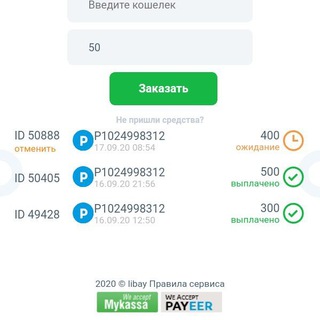 Введите кошелек
50
Заказать
Не пришли средства?
ID 50888
отменить
P
P1024998312
17.09.20 08:54
400
ожидание
ID 50405
P
P1024998312
16.09.20 21:56
500
выплачено
ID 49428
P
P1024998312
16.09.20 12:50
300
выплачено
2020 © libay Правила сервиса
We accept
Mykassa
WE ACCEPT
PAYEER